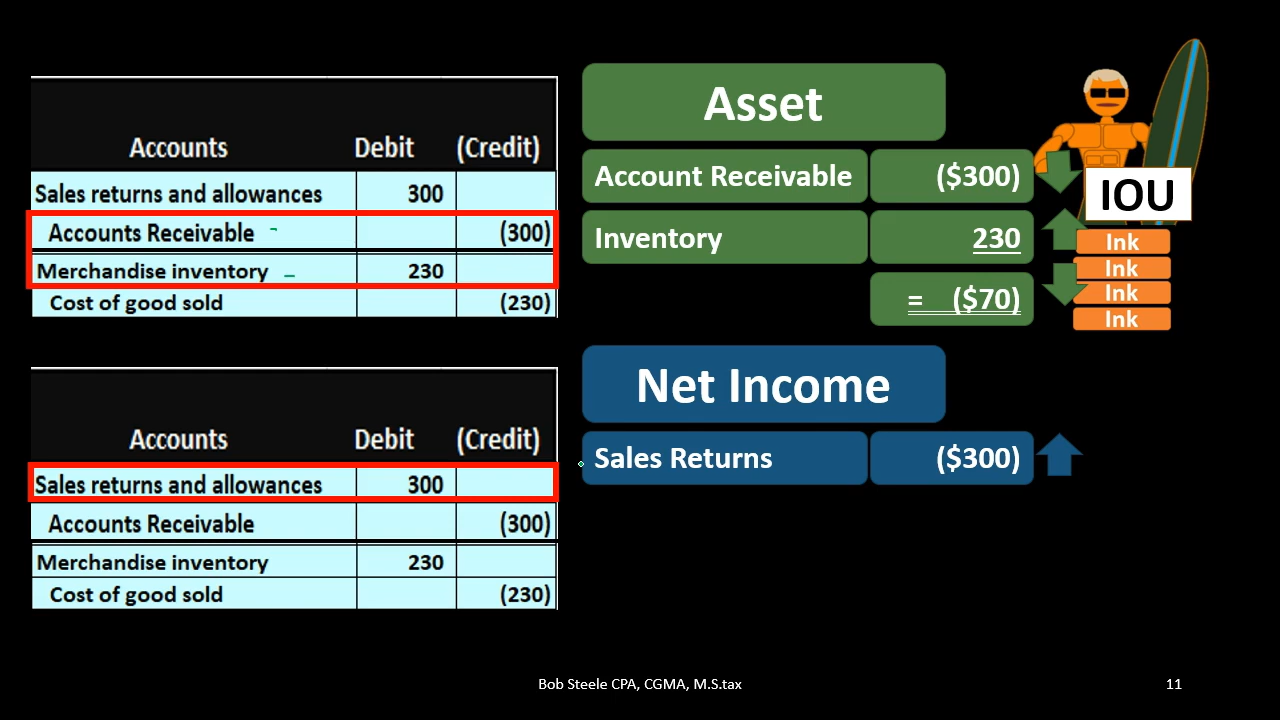 Accounts Debit (Credit)
Sales returns and allowances 300
Accounts Receivable (300)
Merchandise inventory 230
Cost of good sold (230)
Asset
Account Receivable ($300)
Inventory 230
= ($70)
IOU
Ink
Ink
Ink
Ink
Accounts Debit (Credit)
Sales returns and allowances 300
Accounts Receivable (300)
Merchandise inventory 230
Cost of good sold (230)
Net Income
Sales Returns ($300)
Bob Steele CPA, CGMA, M.S.tax
11